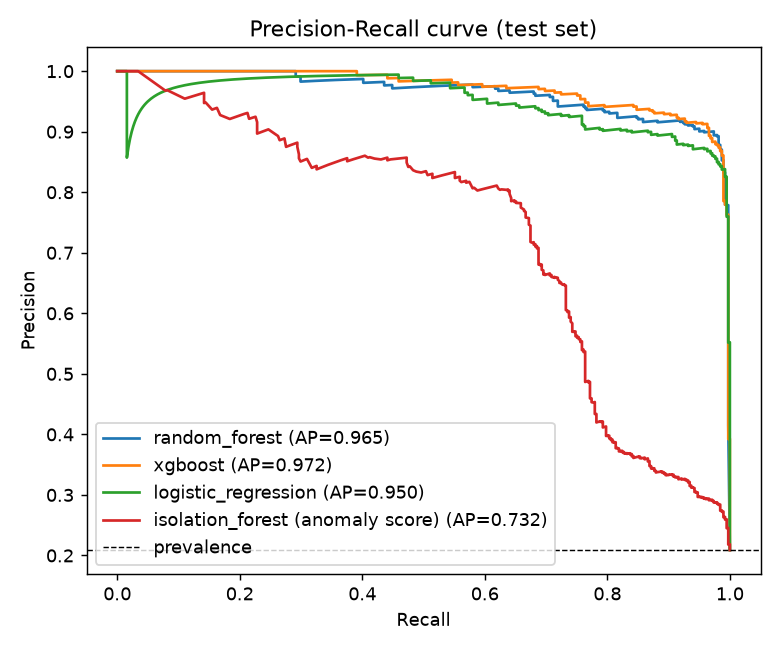 Precision-Recall curve (test set)
Precision
1.0
0.9
0.8
0.7
0.6
0.5
0.4
0.3
0.2
random_forest (AP=0.965)
xgboost (AP=0.972)
logistic_regression (AP=0.950)
isolation_forest (anomaly score) (AP=0.732)
prevalence
0.0 0.2 0.4 0.6 0.8 1.0
Recall